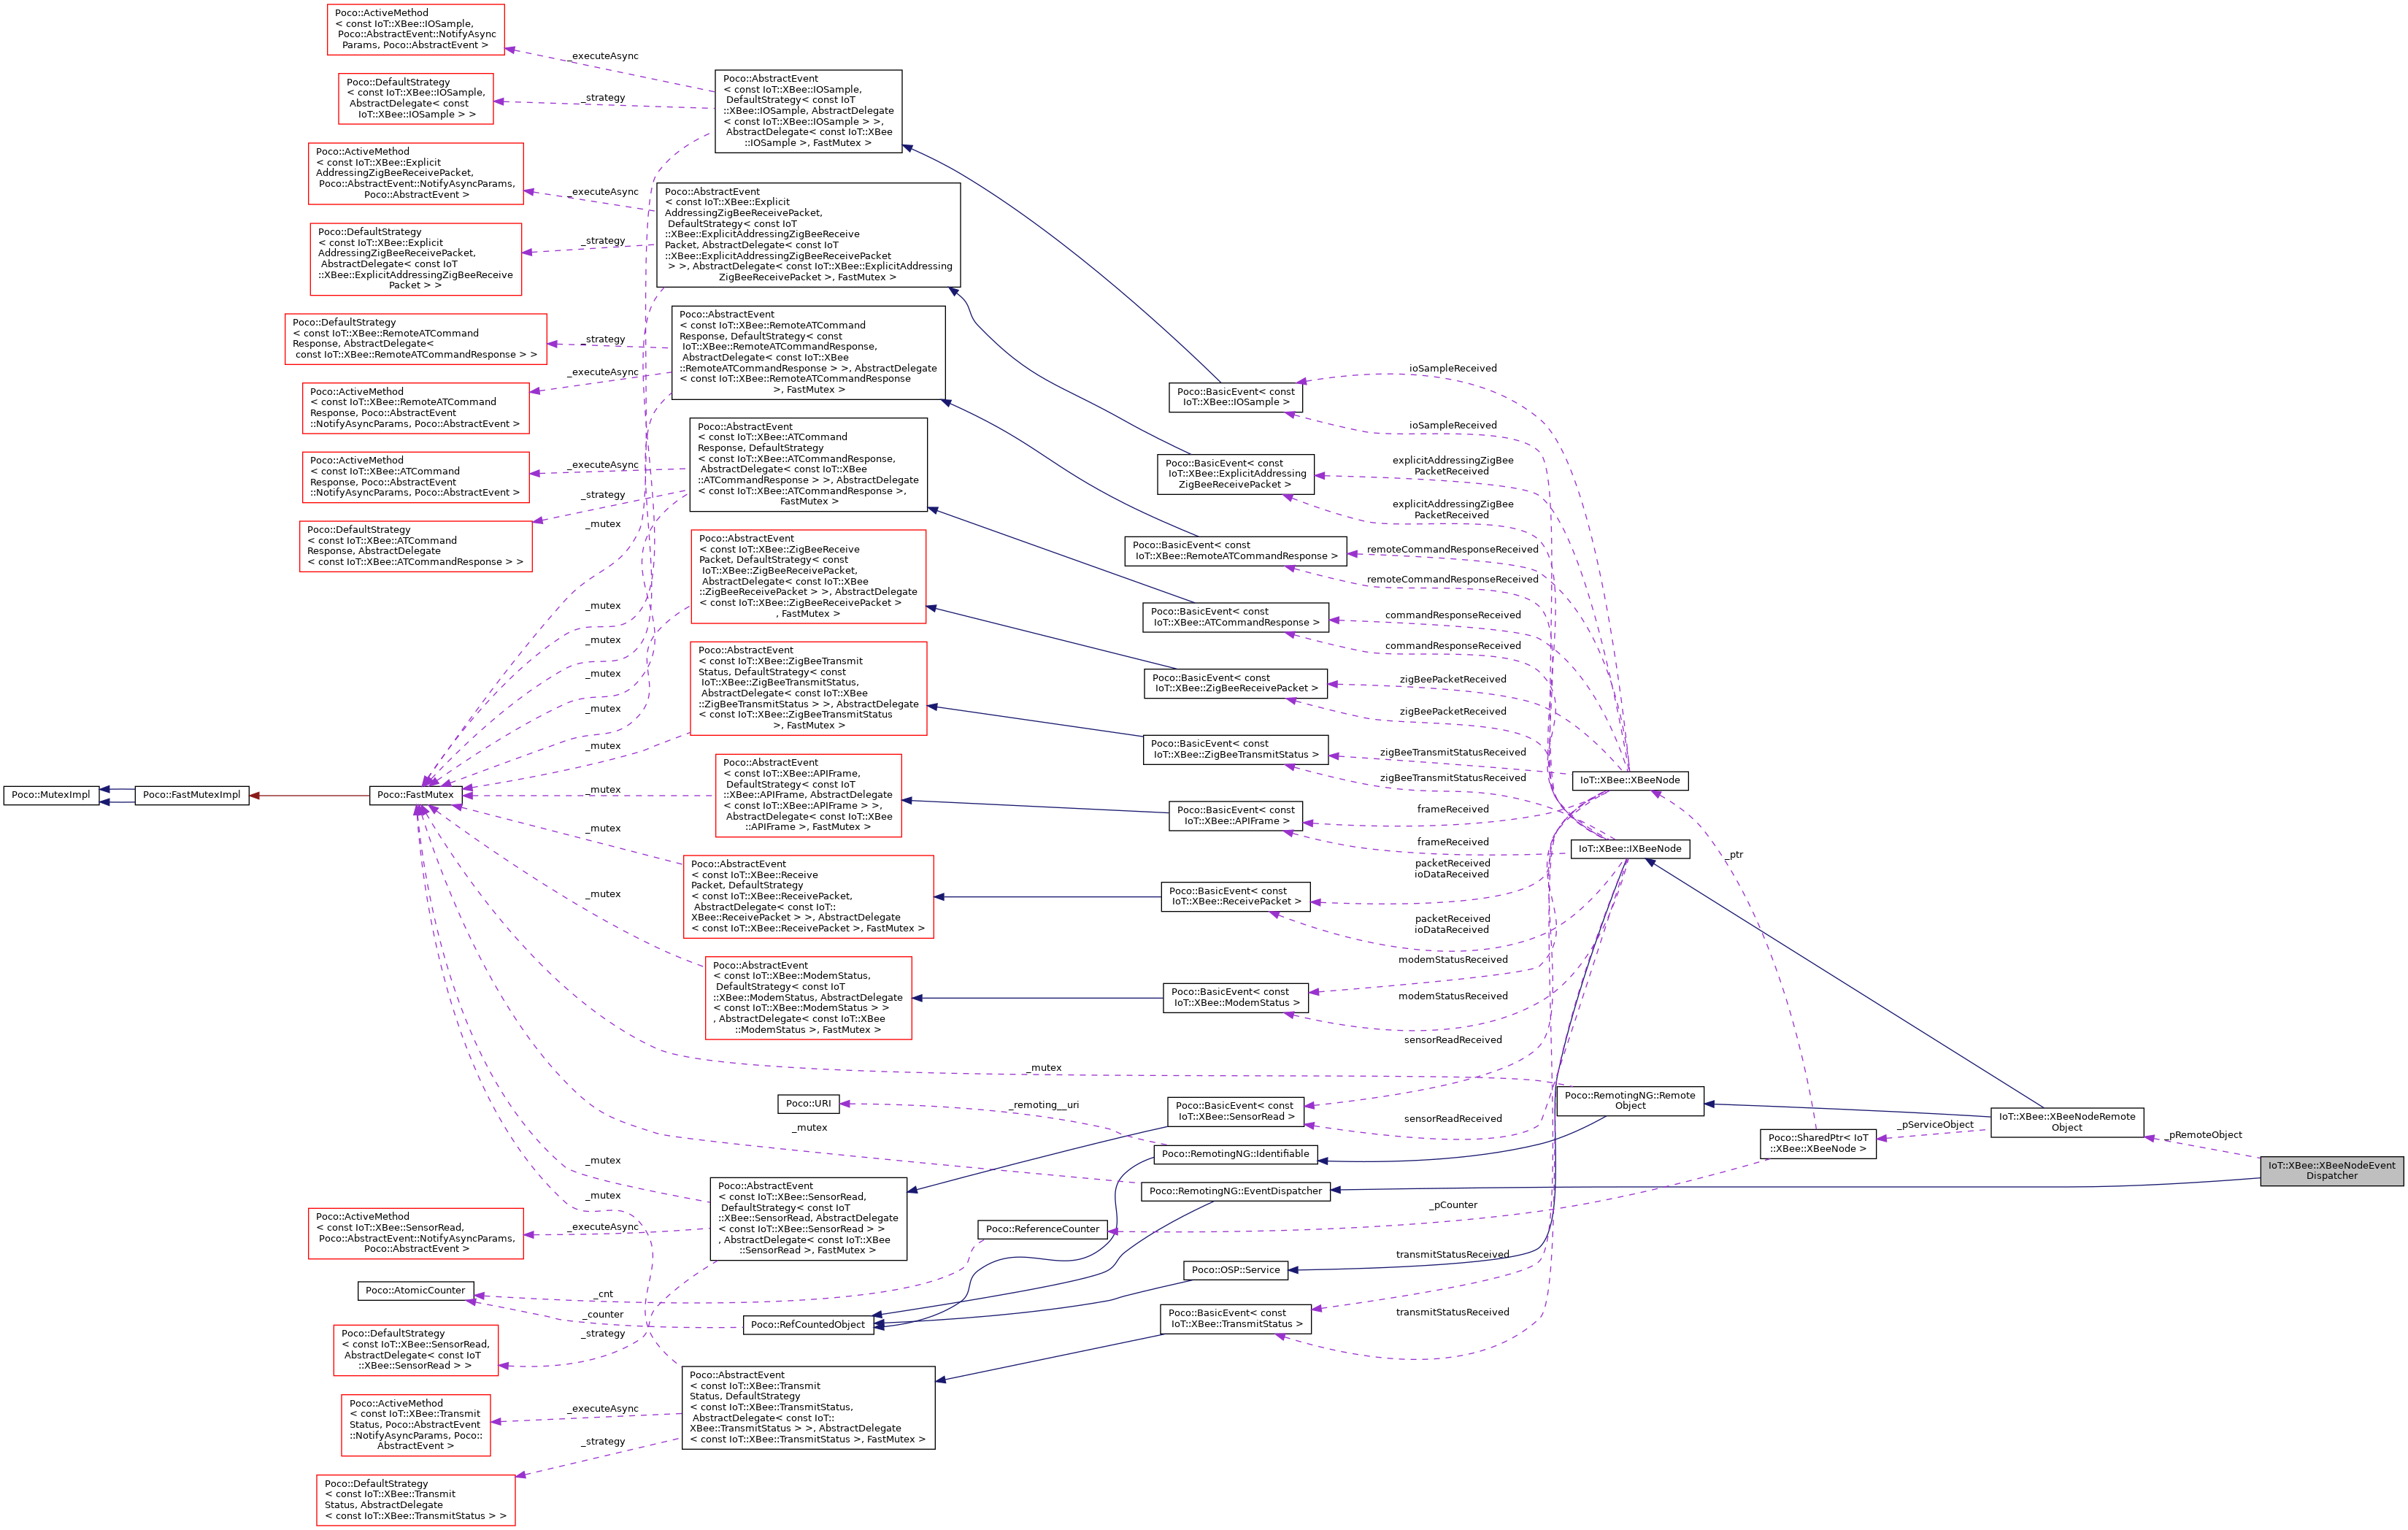 Poco::ActiveMethod
< const IoT::XBee::IOSample,
Poco::AbstractEvent::NotifyAsync
Params, Poco::AbstractEvent >
Poco::DefaultStrategy
< const IoT::XBee::IOSample,
AbstractDelegate< const
IoT::XBee::IOSample > >
Poco::ActiveMethod
< const IoT::XBee::Explicit
AddressingZigBeeReceivePacket,
Poco::AbstractEvent::NotifyAsyncParams,
Poco::AbstractEvent >
Poco::DefaultStrategy
< const IoT::XBee::Explicit
AddressingZigBeeReceivePacket,
AbstractDelegate< const IoT
::XBee::ExplicitAddressingZigBeeReceive
Packet > >
Poco::DefaultStrategy
< const IoT::XBee::RemoteATCommand
Response, AbstractDelegate<
const IoT::XBee::RemoteATCommandResponse > >
Poco::ActiveMethod
< const IoT::XBee::RemoteATCommand
Response, Poco::AbstractEvent
::NotifyAsyncParams, Poco::AbstractEvent >
Poco::ActiveMethod
< const IoT::XBee::ATCommand
Response, Poco::AbstractEvent
::NotifyAsyncParams, Poco::AbstractEvent >
Poco::DefaultStrategy
< const IoT::XBee::ATCommand
Response, AbstractDelegate
< const IoT::XBee::ATCommandResponse > >
Poco::MutexImpl
Poco::FastMutexImpl
Poco::FastMutex
Poco::ActiveMethod
< const IoT::XBee::SensorRead,
Poco::AbstractEvent::NotifyAsyncParams,
Poco::AbstractEvent >
Poco::AtomicCounter
Poco::DefaultStrategy
< const IoT::XBee::SensorRead,
AbstractDelegate< const IoT
::XBee::SensorRead > >
Poco::ActiveMethod
< const IoT::XBee::Transmit
Status, Poco::AbstractEvent
::NotifyAsyncParams, Poco::
AbstractEvent >
Poco::DefaultStrategy
< const IoT::XBee::Transmit
Status, AbstractDelegate
< const IoT::XBee::TransmitStatus > >
_executeAsync
_strategy
_executeAsync
_strategy
_strategy
_executeAsync
_executeAsync
_strategy
_mutex
_mutex
_mutex
_mutex
_mutex
_mutex
_mutex
_mutex
_mutex
_mutex
_mutex
_executeAsync
_cnt
_counter
_strategy
_executeAsync
_strategy
Poco::AbstractEvent
< const IoT::XBee::IOSample,
DefaultStrategy< const IoT
::XBee::IOSample, AbstractDelegate
< const IoT::XBee::IOSample > >,
AbstractDelegate< const IoT::XBee
::IOSample >, FastMutex >
Poco::AbstractEvent
< const IoT::XBee::Explicit
AddressingZigBeeReceivePacket,
DefaultStrategy< const IoT
::XBee::ExplicitAddressingZigBeeReceive
Packet, AbstractDelegate< const IoT
::XBee::ExplicitAddressingZigBeeReceivePacket
> >, AbstractDelegate< const IoT::XBee::ExplicitAddressing
ZigBeeReceivePacket >, FastMutex >
Poco::AbstractEvent
< const IoT::XBee::RemoteATCommand
Response, DefaultStrategy< const
IoT::XBee::RemoteATCommandResponse,
AbstractDelegate< const IoT::XBee
::RemoteATCommandResponse > >, AbstractDelegate
< const IoT::XBee::RemoteATCommandResponse
>, FastMutex >
Poco::AbstractEvent
< const IoT::XBee::ATCommand
Response, DefaultStrategy
< const IoT::XBee::ATCommandResponse,
AbstractDelegate< const IoT::XBee
::ATCommandResponse > >, AbstractDelegate
< const IoT::XBee::ATCommandResponse >,
FastMutex >
Poco::AbstractEvent
< const IoT::XBee::ZigBeeReceive
Packet, DefaultStrategy< const
IoT::XBee::ZigBeeReceivePacket,
AbstractDelegate< const IoT::XBee
::ZigBeeReceivePacket > >, AbstractDelegate
< const IoT::XBee::ZigBeeReceivePacket >
, FastMutex >
Poco::AbstractEvent
< const IoT::XBee::ZigBeeTransmit
Status, DefaultStrategy< const
IoT::XBee::ZigBeeTransmitStatus,
AbstractDelegate< const IoT::XBee
::ZigBeeTransmitStatus > >, AbstractDelegate
< const IoT::XBee::ZigBeeTransmitStatus
>, FastMutex >
Poco::AbstractEvent
< const IoT::XBee::APIFrame,
DefaultStrategy< const IoT
::XBee::APIFrame, AbstractDelegate
< const IoT::XBee::APIFrame > >,
AbstractDelegate< const IoT::XBee
::APIFrame >, FastMutex >
Poco::AbstractEvent
< const IoT::XBee::Receive
Packet, DefaultStrategy
< const IoT::XBee::ReceivePacket,
AbstractDelegate< const IoT::
XBee::ReceivePacket > >, AbstractDelegate
< const IoT::XBee::ReceivePacket >, FastMutex >
Poco::AbstractEvent
< const IoT::XBee::ModemStatus,
DefaultStrategy< const IoT
::XBee::ModemStatus, AbstractDelegate
< const IoT::XBee::ModemStatus > >
, AbstractDelegate< const IoT::XBee
::ModemStatus >, FastMutex >
Poco::URI
_mutex
Poco::AbstractEvent
< const IoT::XBee::SensorRead,
DefaultStrategy< const IoT
::XBee::SensorRead, AbstractDelegate
< const IoT::XBee::SensorRead > >
, AbstractDelegate< const IoT::XBee
::SensorRead >, FastMutex >
Poco::RefCountedObject
Poco::AbstractEvent
< const IoT::XBee::Transmit
Status, DefaultStrategy
< const IoT::XBee::TransmitStatus,
AbstractDelegate< const IoT::
XBee::TransmitStatus > >, AbstractDelegate
< const IoT::XBee::TransmitStatus >, FastMutex >
_mutex
_remoting__uri
Poco::ReferenceCounter
Poco::BasicEvent< const
IoT::XBee::IOSample >
Poco::BasicEvent< const
IoT::XBee::ExplicitAddressing
ZigBeeReceivePacket >
Poco::BasicEvent< const
IoT::XBee::RemoteATCommandResponse >
Poco::BasicEvent< const
IoT::XBee::ATCommandResponse >
Poco::BasicEvent< const
IoT::XBee::ZigBeeReceivePacket >
Poco::BasicEvent< const
IoT::XBee::ZigBeeTransmitStatus >
Poco::BasicEvent< const
IoT::XBee::APIFrame >
Poco::BasicEvent< const
IoT::XBee::ReceivePacket >
Poco::BasicEvent< const
IoT::XBee::ModemStatus >
Poco::BasicEvent< const
IoT::XBee::SensorRead >
Poco::RemotingNG::Identifiable
Poco::RemotingNG::EventDispatcher
Poco::OSP::Service
Poco::BasicEvent< const
IoT::XBee::TransmitStatus >
ioSampleReceived
ioSampleReceived
explicitAddressingZigBee
PacketReceived
explicitAddressingZigBee
PacketReceived
remoteCommandResponseReceived
remoteCommandResponseReceived
commandResponseReceived
commandResponseReceived
zigBeePacketReceived
zigBeePacketReceived
zigBeeTransmitStatusReceived
zigBeeTransmitStatusReceived
frameReceived
frameReceived
packetReceived
ioDataReceived
packetReceived
ioDataReceived
modemStatusReceived
modemStatusReceived
sensorReadReceived
sensorReadReceived
_pCounter
transmitStatusReceived
transmitStatusReceived
IoT::XBee::XBeeNode
IoT::XBee::IXBeeNode
Poco::RemotingNG::Remote
Object
_ptr
Poco::SharedPtr< IoT
::XBee::XBeeNode >
_pServiceObject
IoT::XBee::XBeeNodeRemote
Object
_pRemoteObject
IoT::XBee::XBeeNodeEvent
Dispatcher